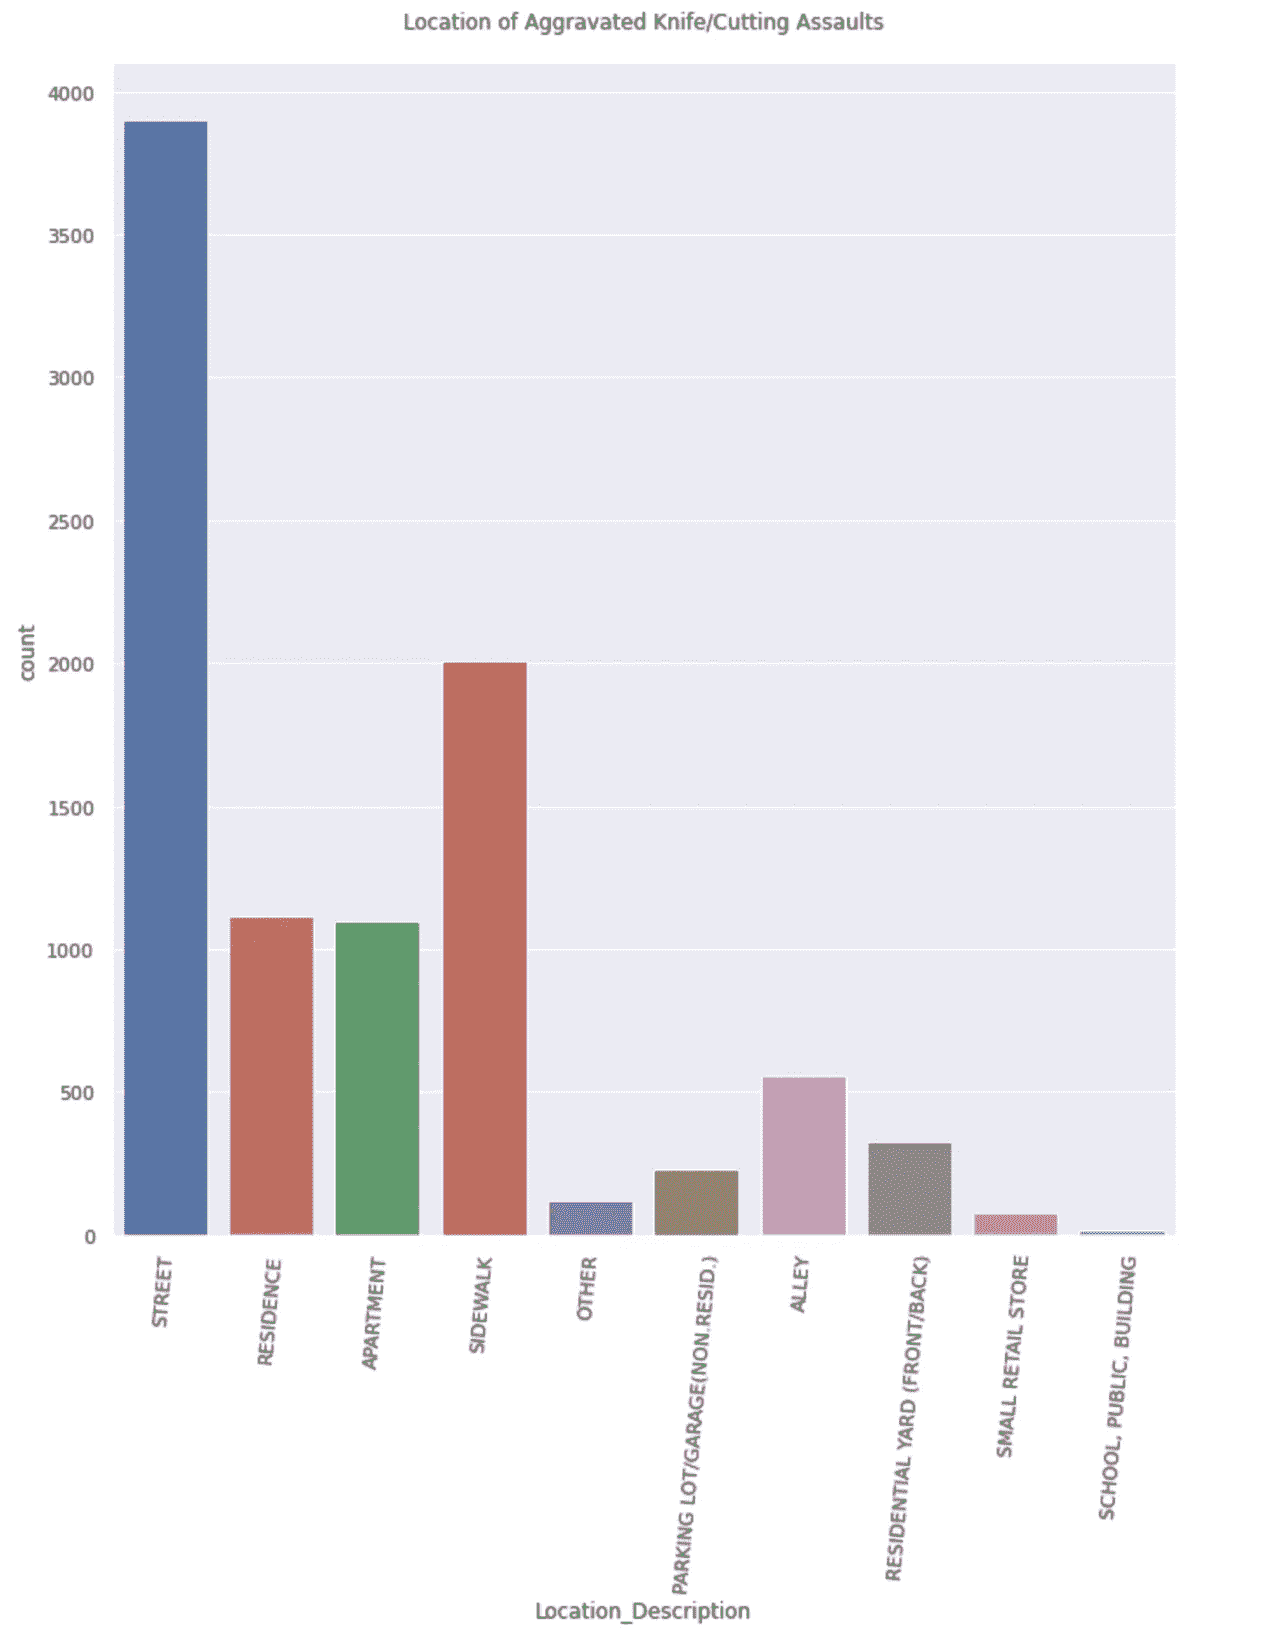 Location of Aggravated Knife/Cutting Assaults
4000
3500
3000
2500
2000
1500
1000
500
0
count
STREET
RESIDENCE
APARTMENT
SIDEWALK
OTHER
PARKING LOT/GARAGE(NON.RESID.)
ALLEY
RESIDENTIAL YARD (FRONT/BACK)
SMALL RETAIL STORE
SCHOOL, PUBLIC, BUILDING
Location_Description